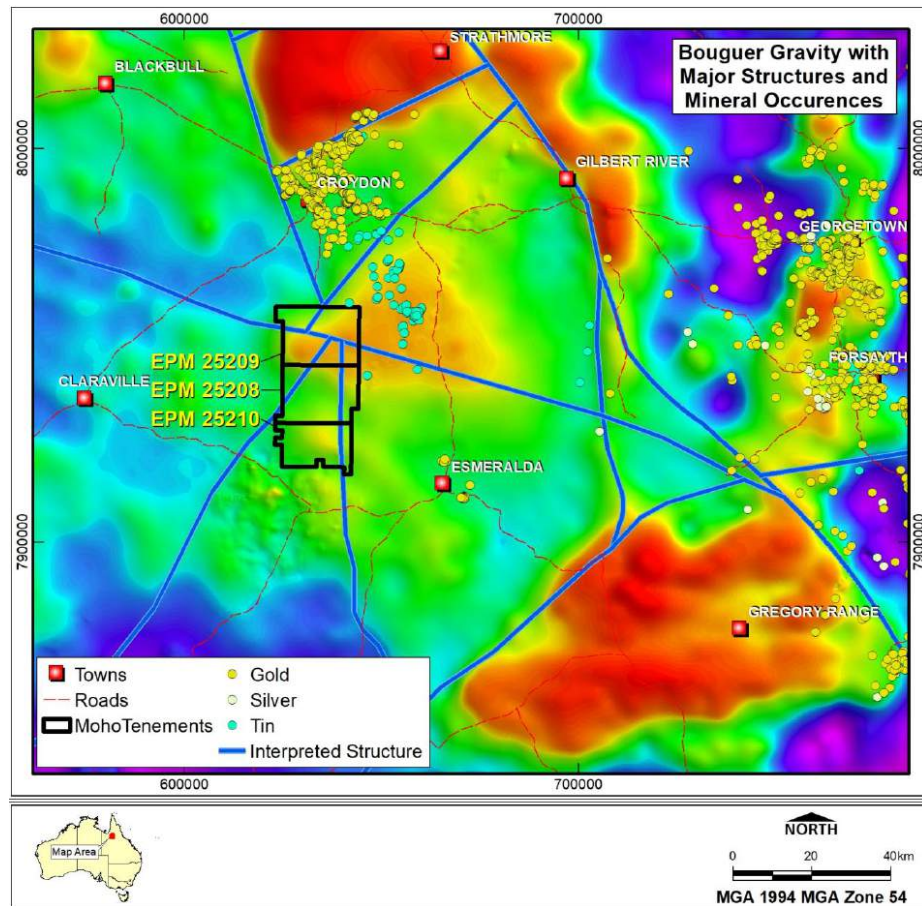 600000
700000
STRATHMORE
BLACKBULL
Bouguer Gravity with
Major Structures and
Mineral Occurences
8000000
8000000
GILBERT RIVER
CROYDON
GEORGETOWN
EPM 25209
FORSAYTH
CLARAVILLE
EPM 25208
EPM 25210
ESMERALDA
7900000
7900000
GREGORY RANGE
Towns
Roads
MohoTenements
Gold
Silver
Tin
Interpreted Structure
600000
700000
Map Area
NORTH
0 20 40km
MGA 1994 MGA Zone 54